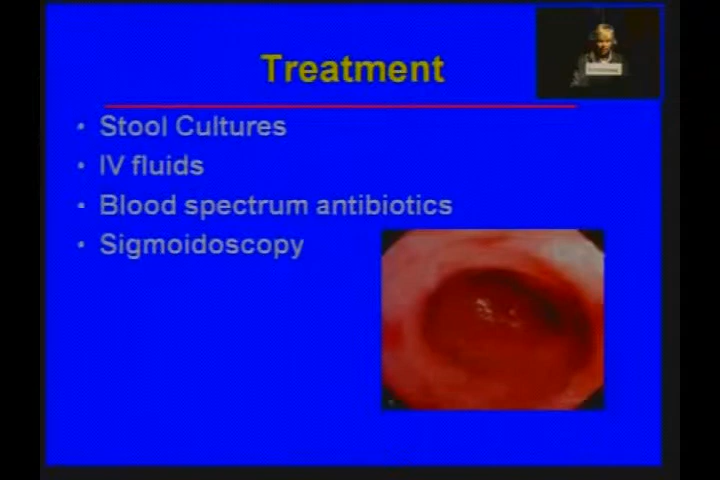 Treatment
• Stool Cultures
• IV fluids
• Blood spectrum antibiotics
• Sigmoidoscopy